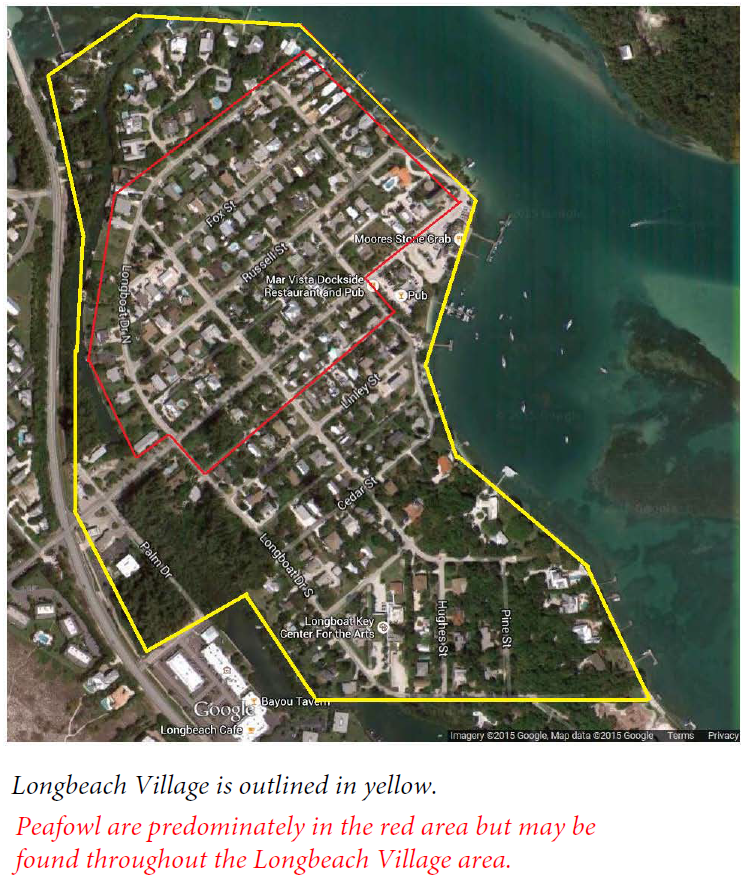 Fox St
Russell St
Moores Stone Crab
Longboat Dr N
Mar Vista Dockside
Restaurant and Pub
Pub
Linley St
Cedar St
Palm Dr
Longboat Dr S
Hughes St
Pine St
Longboat Key
Center For the Arts
Bayou Tavern
Google
Longbeach Cafe
Imagery ©2015 Google, Map data ©2015 Google Terms Privacy
Longbeach Village is outlined in yellow.
Peafowl are predominately in the red area but may be
found throughout the Longbeach Village area.